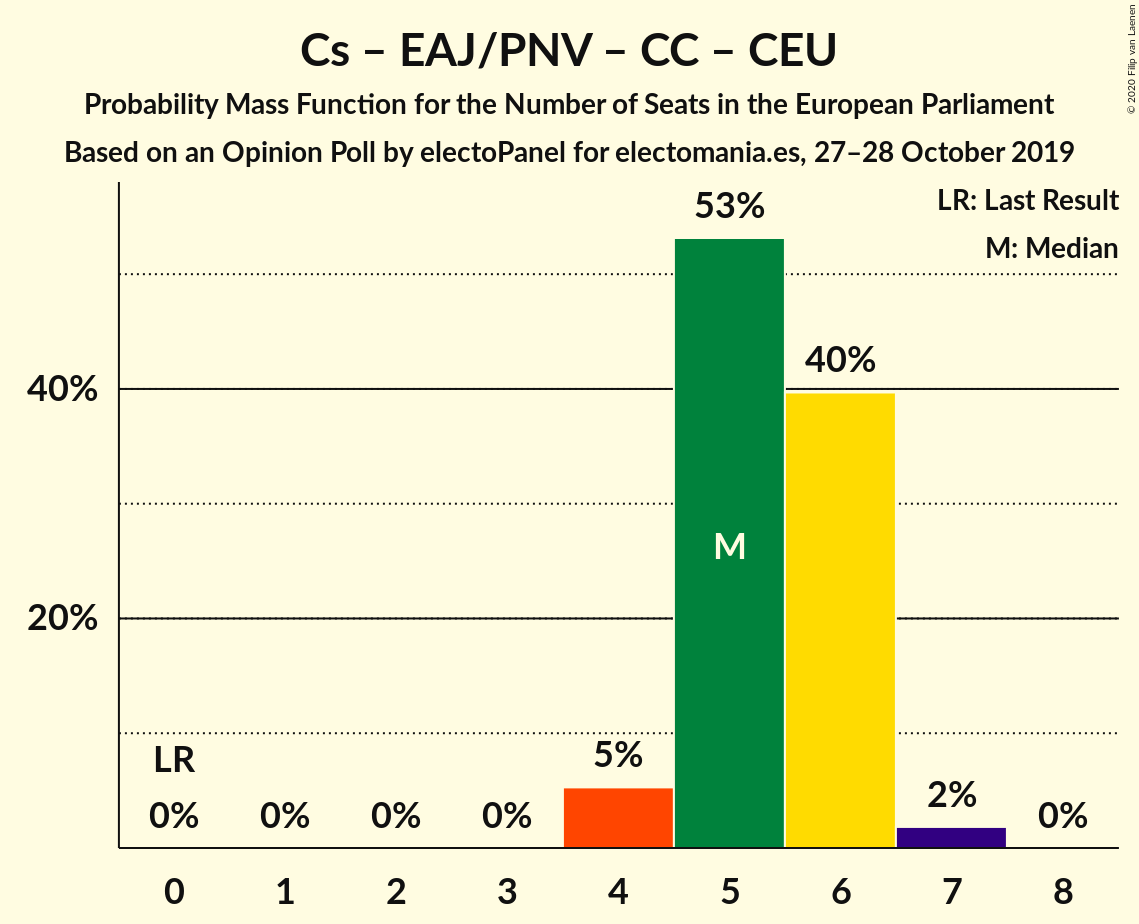 Cs – EAJ/PNV – CC – CEU
Probability Mass Function for the Number of Seats in the European Parliament
Based on an Opinion Poll by electoPanel for electomania.es, 27–28 October 2019
© 2020 Filip van Laenen
LR: Last Result
M: Median
53%
40%
40%
M
20%
LR
5%
2%
0% 0% 0% 0% 0%
0 1 2 3 4 5 6 7 8